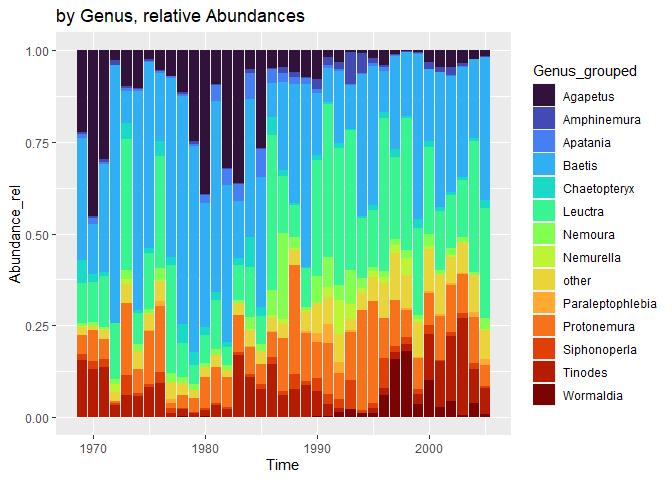 by Genus, relative Abundances
Abundance_rel
1.00
0.75
0.50
0.25
0.00
1970
1980
1990
2000
Time
Genus_grouped
Agapetus
Amphinemura
Apatania
Baetis
Chaetopteryx
Leuctra
Nemoura
Nemurella
other
Paraleptophlebia
Protonemura
Siphonoperla
Tinodes
Wormaldia